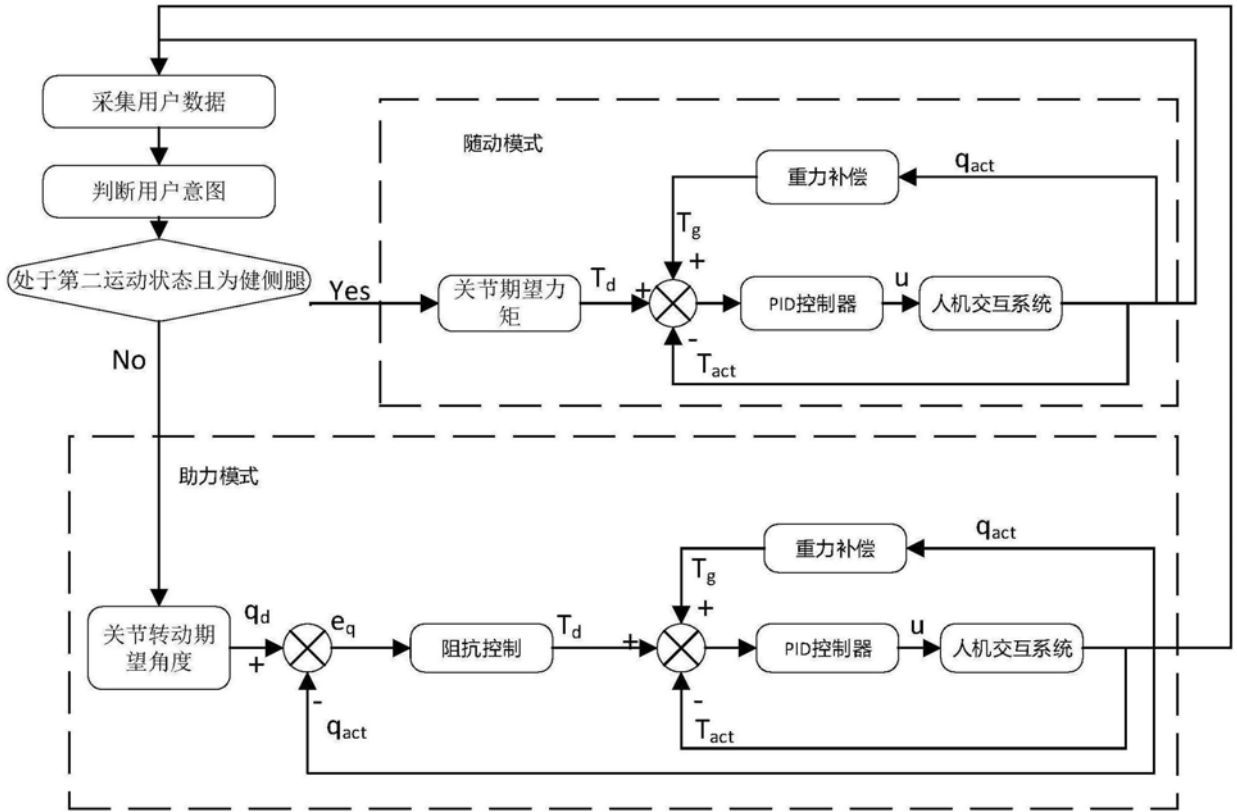 采集用户数据
判断用户意图
处于第二运动状态且为健侧腿
Yes
No
随动模式
重力补偿
qact
Tg
+
关节期望力
矩
Td
+
PID控制器
u
人机交互系统
-
Tact
助力模式
重力补偿
qact
Tg
+
关节转动期
望角度
qd
+
eq
阻抗控制
Td
+
PID控制器
u
人机交互系统
-
qact
-
Tact